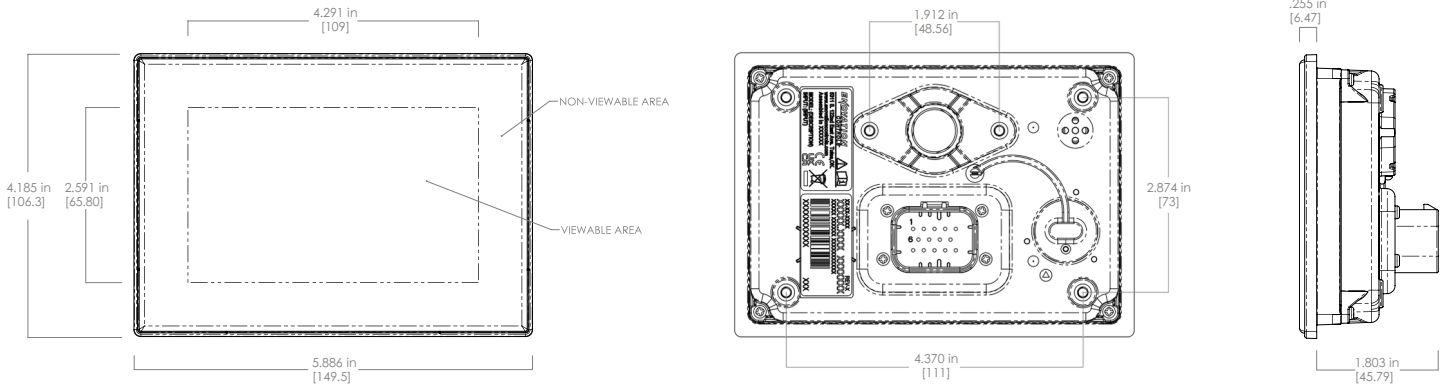 4.291 in
[109]
NON-VIEWABLE AREA
4.185 in
[106.3]
2.591 in
[65.80]
VIEWABLE AREA
5.886 in
[149.5]
1.912 in
[48.56]
2.874 in
[73]
1
6
4.370 in
[111]
.255 in
[6.47]
1.803 in
[45.79]